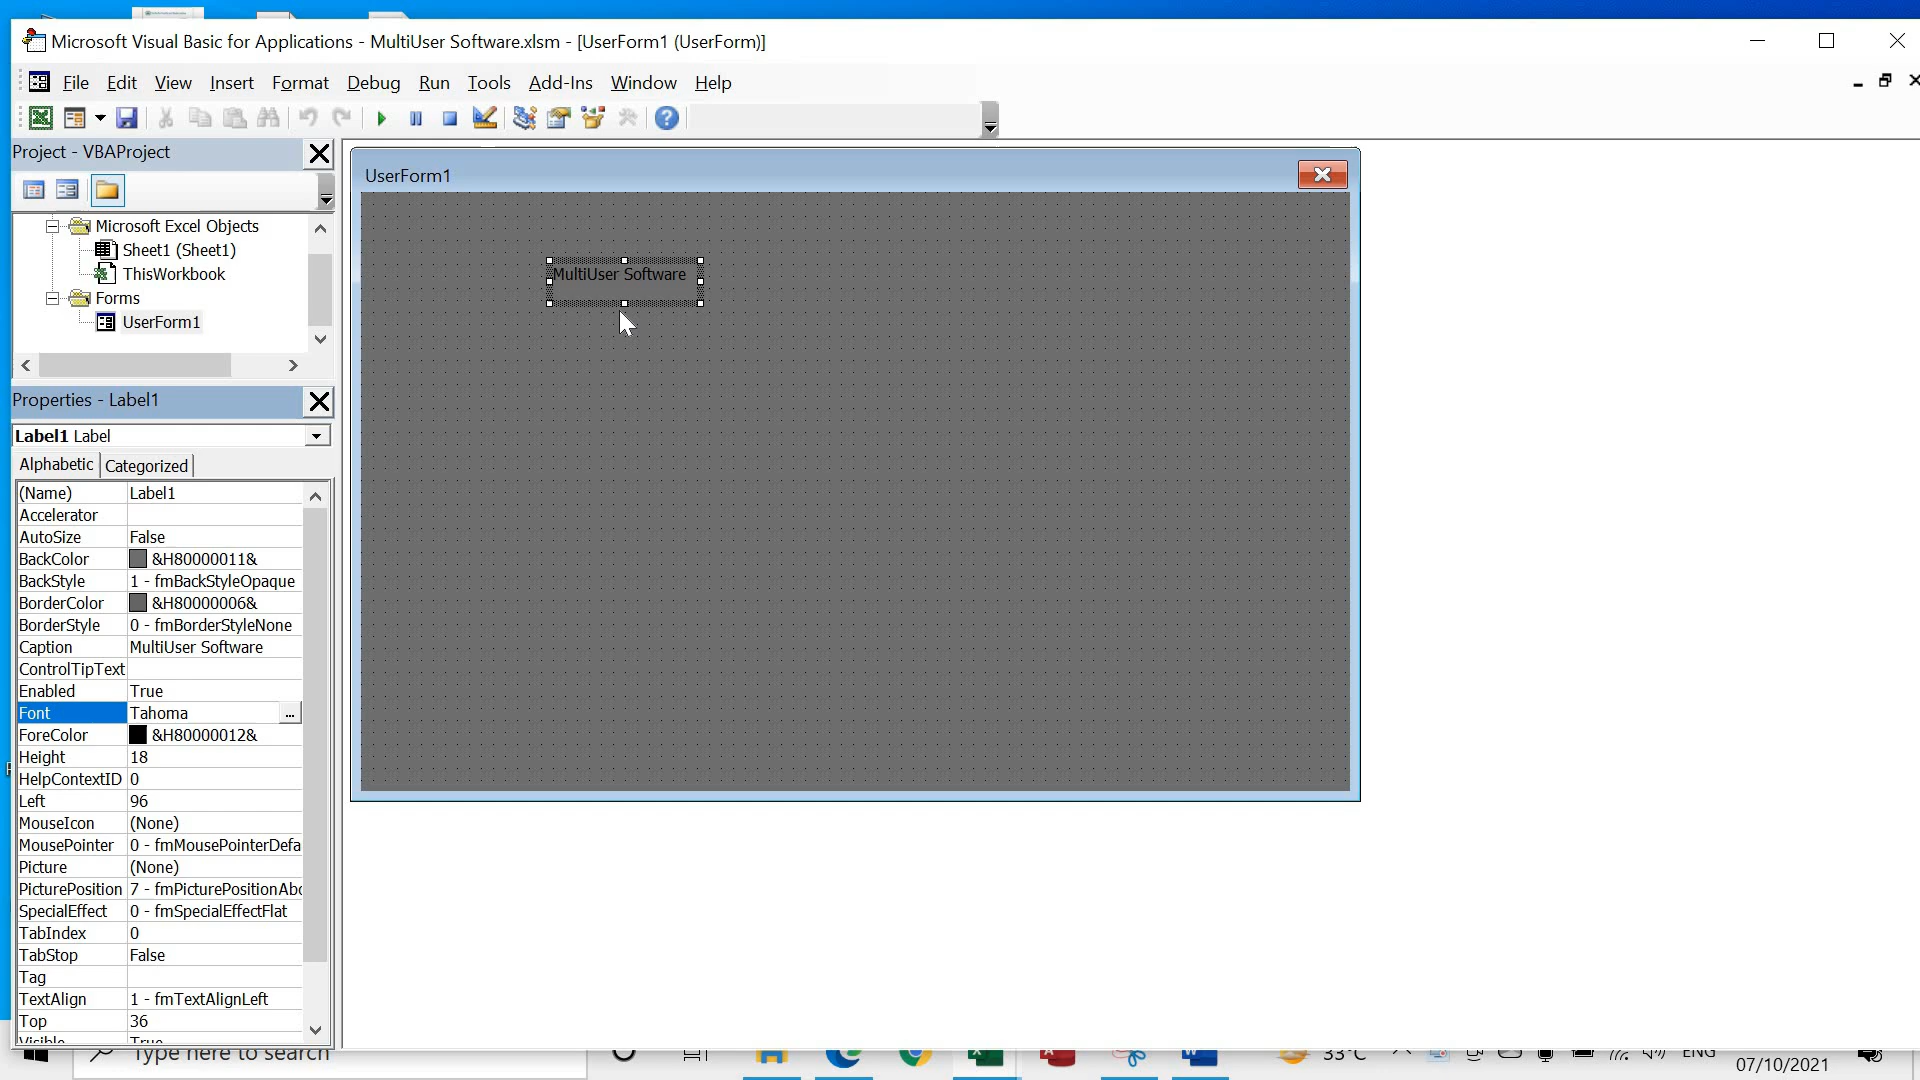 Microsoft Visual Basic for Applications - MultiUser Software.xlsm - [UserForm1 (UserForm)]
File Edit View Insert Format Debug Run Tools Add-Ins Window Help
Project - VBAProject
Microsoft Excel Objects
Sheet1 (Sheet1)
ThisWorkbook
Forms
UserForm1
UserForm1
MultiUser Software
Properties - Label1
Label1 Label
Alphabetic Categorized
(Name) Label1
Accelerator
AutoSize False
BackColor &H80000011&
BackStyle 1 - fmBackStyleOpaque
BorderColor &H80000006&
BorderStyle 0 - fmBorderStyleNone
Caption MultiUser Software
ControlTipText
Enabled True
Font Tahoma ...
ForeColor &H80000012&
Height 18
HelpContextID 0
Left 96
MouseIcon (None)
MousePointer 0 - fmMousePointerDefa
Picture (None)
PicturePosition 7 - fmPicturePositionAbo
SpecialEffect 0 - fmSpecialEffectFlat
TabIndex 0
TabStop False
Tag
TextAlign 1 - fmTextAlignLeft
Top 36
Visible True
Type here to search
33°C ENG
07/10/2021